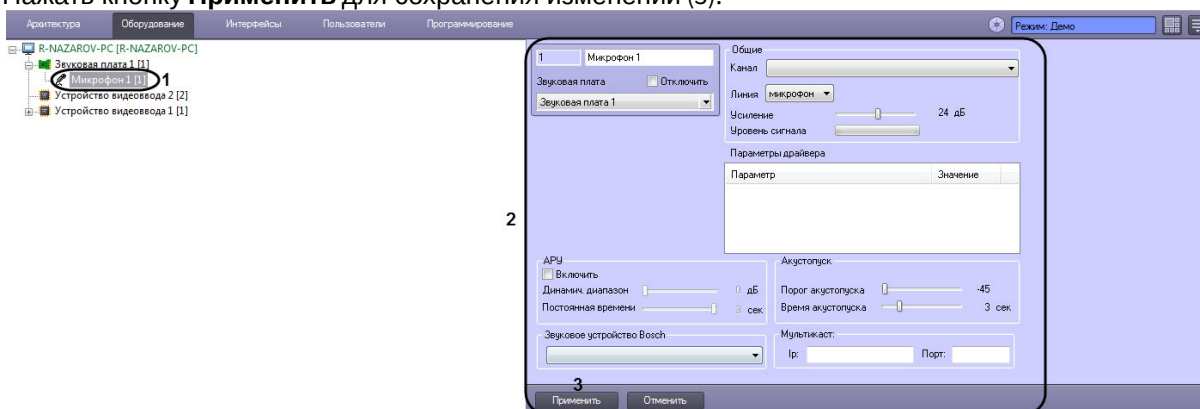 Нажать кнопку Применить для сохранения изменений (3).
Архитектура Оборудование Интерфейсы Пользователи Программирование Режим: Демо
R-NAZAROV-PC [R-NAZAROV-PC]
Звуковая плата 1 [1]
Микрофон 1 [1] 1
Устройство видеоввода 2 [2]
Устройство видеоввода 1 [1]
2
1 Микрофон 1
Звуковая плата Отключить
Звуковая плата 1
Общие
Канал
Линия микрофон
Усиление 24 дБ
Уровень сигнала
Параметры драйвера
Параметр Значение
АРУ
Включить
Динамич. диапазон 0 дБ
Постоянная времени 3 сек
Акустопуск
Порог акустопуска -45
Время акустопуска 3 сек
Звуковое устройство Bosch
Мультикаст:
Ip: Порт:
3
Применить Отменить